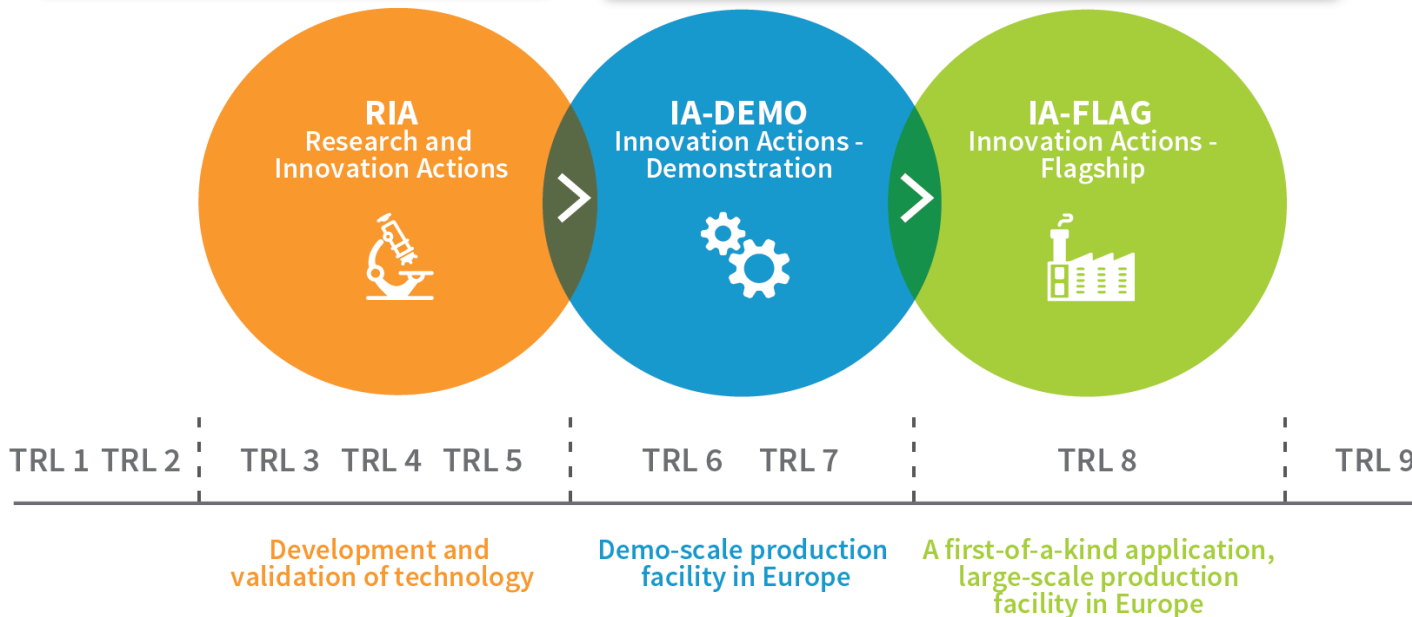 RIA
Research and
Innovation Actions
IA-DEMO
Innovation Actions -
Demonstration
IA-FLAG
Innovation Actions -
Flagship
TRL 1 TRL 2 TRL 3 TRL 4 TRL 5 TRL 6 TRL 7 TRL 8 TRL 9
Development and
validation of technology
Demo-scale production
facility in Europe
A first-of-a-kind application,
large-scale production
facility in Europe